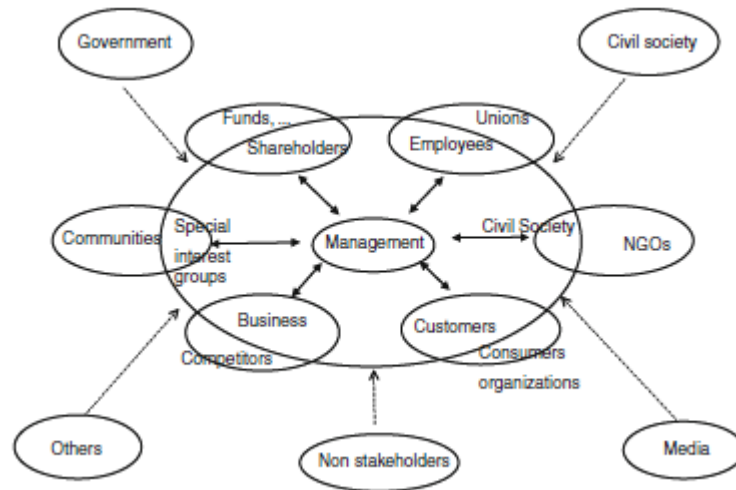 Government
Civil society
Funds, ...
Shareholders
Unions
Employees
Communities
Special
interest
groups
Management
Civil Society
NGOs
Business
Competitors
Customers
Consumers
organizations
Others
Non stakeholders
Media